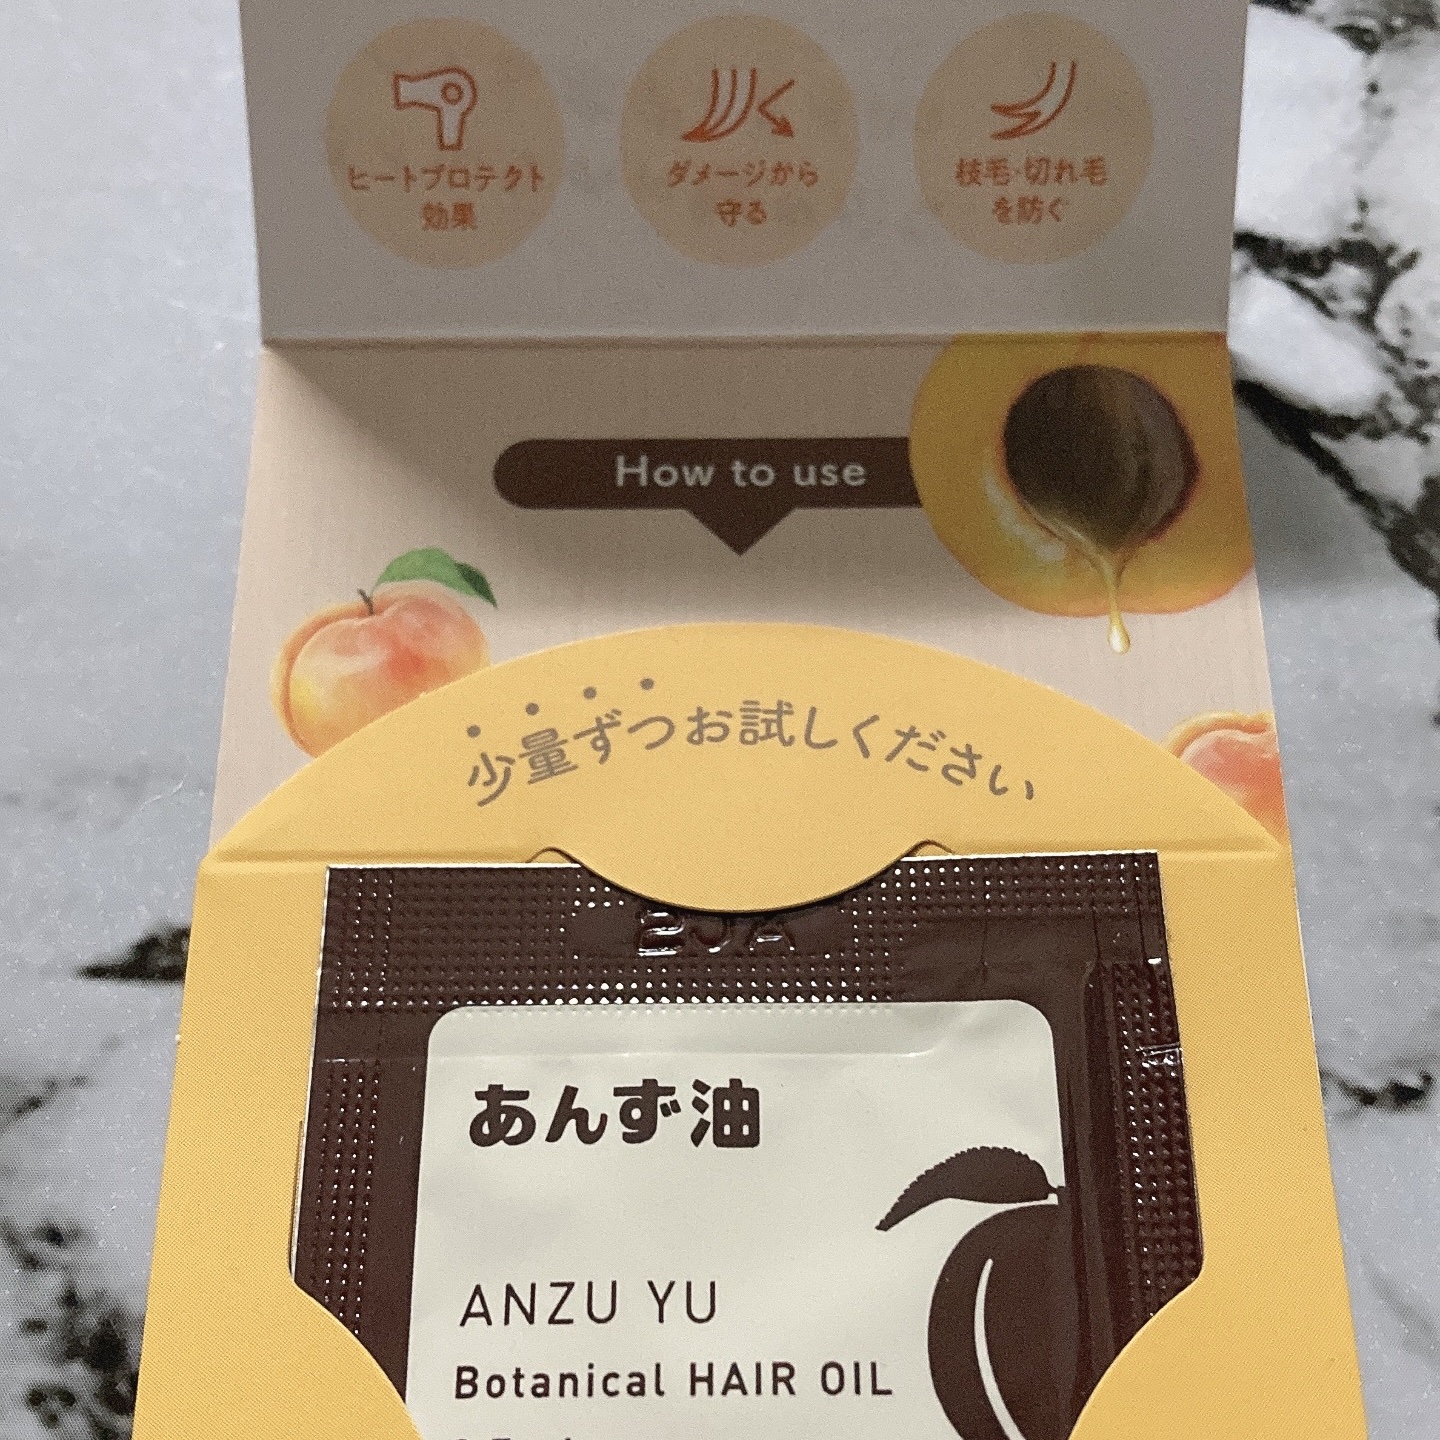 ヒートプロテクト
効果
ダメージから
守る
枝毛・切れ毛
を防ぐ
How to use
少量ずつお試しください
あんず油
ANZU YU
Botanical HAIR OIL